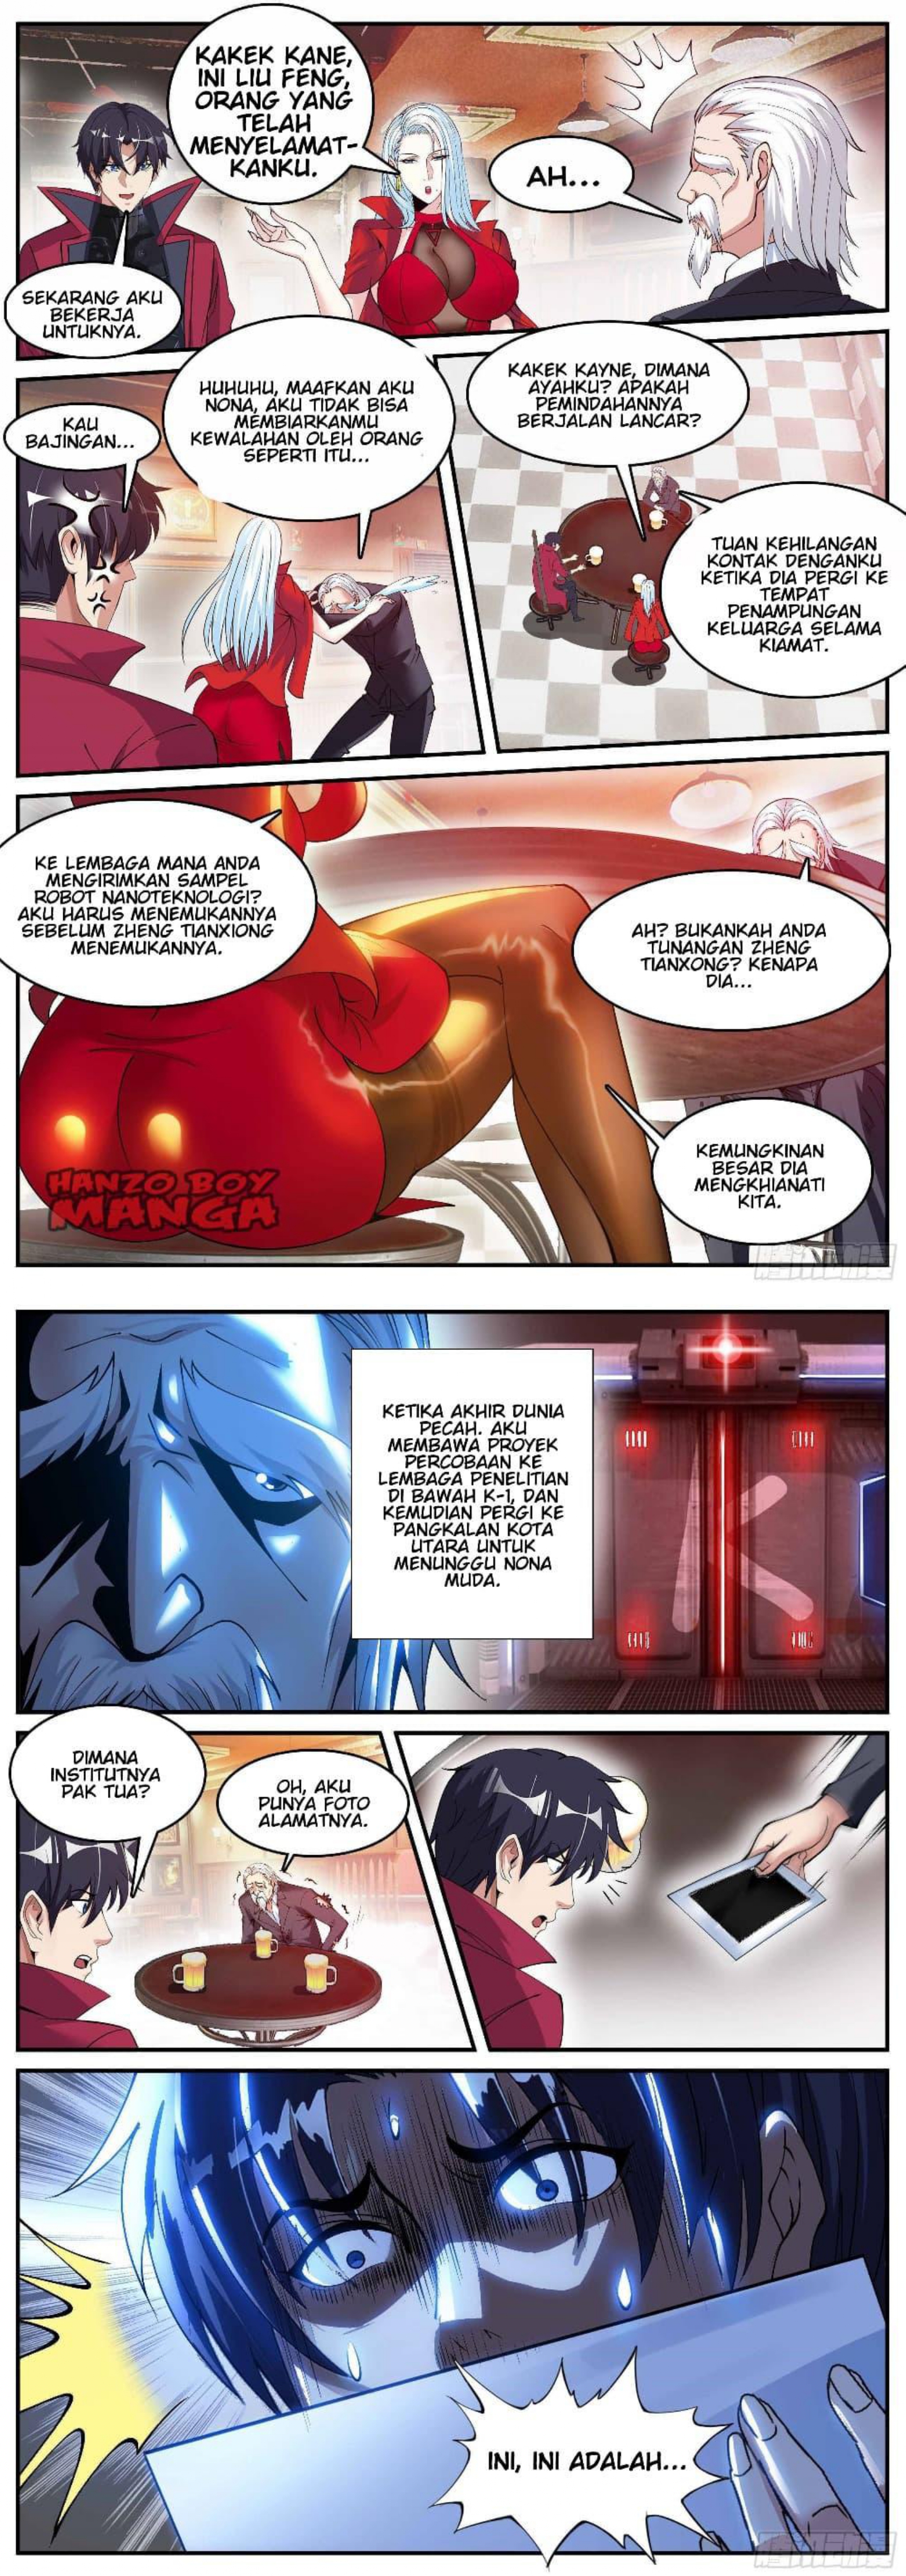 KAKEK KANE,
INI LIU FENG,
ORANG YANG
TELAH
MENYELAMAT-
KANKU.
AH...
SEKARANG AKU
BEKERJA
UNTUKNYA.
KAU
BAJINGAN...
HUHUHU, MAAFKAN AKU
NONA, AKU TIDAK BISA
MEMBIARKANMU
KEWALAHAN OLEH ORANG
SEPERTI ITU...
KAKEK KAYNE, DIMANA
AYAHKU? APAKAH
PEMINDAHANNYA
BERJALAN LANCAR?
TUAN KEHILANGAN
KONTAK DENGANKU
KETIKA DIA PERGI KE
TEMPAT
PENAMPUNGAN
KELUARGA SELAMA
KIAMAT.
KE LEMBAGA MANA ANDA
MENGIRIMKAN SAMPEL
ROBOT NANOTEKNOLOGI?
AKU HARUS MENEMUKANNYA
SEBELUM ZHENG TIANXIONG
MENEMUKANNYA.
AH? BUKANKAH ANDA
TUNANGAN ZHENG
TIANXONG? KENAPA
DIA...
KEMUNGKINAN
BESAR DIA
MENGKHIANATI
KITA.
HANZO BOY
MANGA
KETIKA AKHIR DUNIA
PECAH. AKU
MEMBAWA PROYEK
PERCOBAAN KE
LEMBAGA PENELITIAN
DI BAWAH K-1, DAN
KEMUDIAN PERGI KE
PANGKALAN KOTA
UTARA UNTUK
MENUNGGU NONA
MUDA.
K
DIMANA
INSTITUTNYA
PAK TUA?
OH, AKU
PUNYA FOTO
ALAMATNYA.
INI, INI ADALAH...